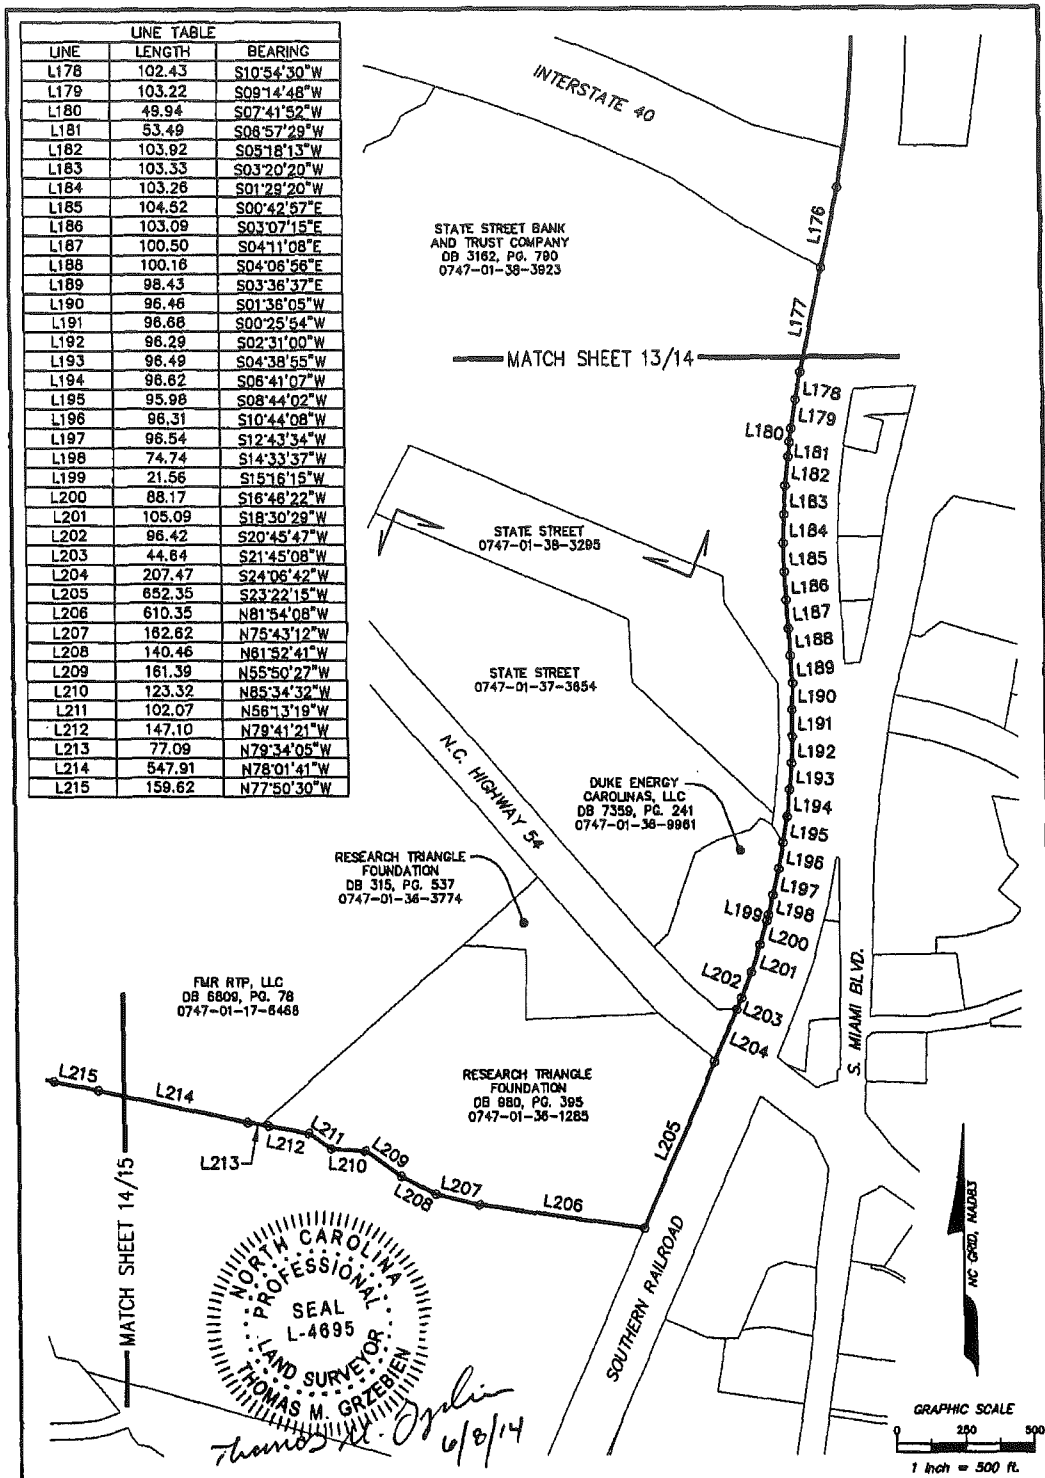 LINE TABLE
LINE LENGTH BEARING
L178 102.43 S10°54'30"W
L179 103.22 S09°14'48"W
L180 49.94 S07°41'52"W
L181 53.49 S06°57'29"W
L182 103.92 S05°18'13"W
L183 103.33 S03°20'20"W
L184 103.26 S01°29'20"W
L185 104.52 S00°42'57"E
L186 103.09 S03°07'15"E
L187 100.50 S04°11'08"E
L188 100.16 S04°06'56"E
L189 98.43 S03°36'37"E
L190 96.46 S01°36'05"W
L191 96.66 S00°25'54"W
L192 96.29 S02°31'00"W
L193 96.49 S04°38'55"W
L194 96.62 S06°41'07"W
L195 95.98 S08°44'02"W
L196 96.31 S10°44'08"W
L197 96.54 S12°43'34"W
L198 74.74 S14°33'37"W
L199 21.56 S15°16'15"W
L200 88.17 S16°46'22"W
L201 105.09 S18°30'29"W
L202 96.42 S20°45'47"W
L203 44.64 S21°45'08"W
L204 207.47 S24°06'42"W
L205 652.35 S23°22'15"W
L206 610.35 N81°54'08"W
L207 162.62 N75°43'12"W
L208 140.46 N61°52'41"W
L209 161.39 N55°50'27"W
L210 123.32 N85°34'32"W
L211 102.07 N56°13'19"W
L212 147.10 N79°41'21"W
L213 77.09 N79°34'05"W
L214 547.91 N78°01'41"W
L215 159.62 N77°50'30"W
INTERSTATE 40
L176
STATE STREET BANK
AND TRUST COMPANY
DB 3162, PG. 790
0747-01-38-3923
L177
MATCH SHEET 13/14
L178
L179
L180
L181
L182
L183
STATE STREET
0747-01-38-3295
L184
L185
L186
L187
L188
L189
STATE STREET
0747-01-37-3654
L190
L191
L192
L193
N.C. HIGHWAY 54
DUKE ENERGY
CAROLINAS, LLC
DB 7359, PG. 241
0747-01-36-9961
L194
L195
L196
RESEARCH TRIANGLE
FOUNDATION
DB 315, PG. 537
0747-01-36-3774
L197
L198
L199
L200
L201
L202
L203
L204
S. MIAMI BLVD.
FMR RTP, LLC
DB 6809, PG. 78
0747-01-17-6468
RESEARCH TRIANGLE
FOUNDATION
DB 980, PG. 395
0747-01-36-1285
L215
L214
L213
L212
L211
L210
L209
L208
L207
L206
L205
MATCH SHEET 14/15
SOUTHERN RAILROAD
NC GRID, NAD83
NORTH CAROLINA
PROFESSIONAL
SEAL
L-4695
LAND SURVEYOR
THOMAS M. GRZEBIEN
Thomas M. Grzebien
6/8/14
GRAPHIC SCALE
0 250 500
1 inch = 500 ft.